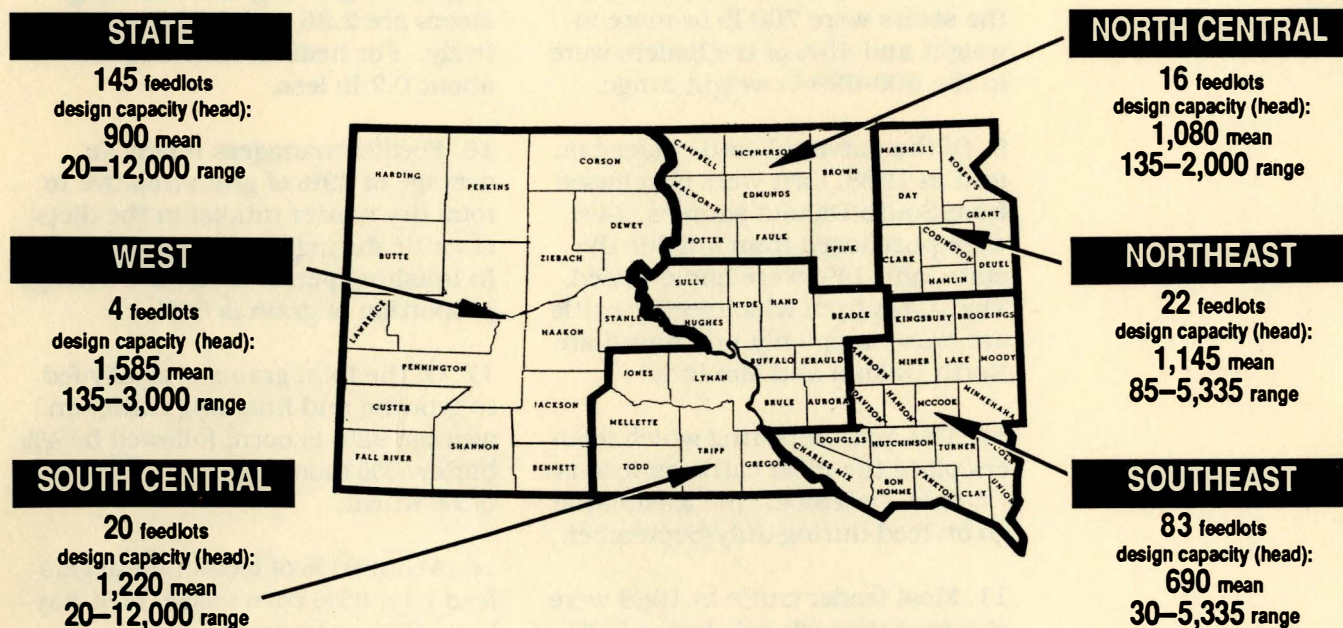 STATE
145 feedlots
design capacity (head):
900 mean
20–12,000 range
WEST
4 feedlots
design capacity (head):
1,585 mean
135–3,000 range
SOUTH CENTRAL
20 feedlots
design capacity (head):
1,220 mean
20–12,000 range
NORTH CENTRAL
16 feedlots
design capacity (head):
1,080 mean
135–2,000 range
NORTHEAST
22 feedlots
design capacity (head):
1,145 mean
85–5,335 range
SOUTHEAST
83 feedlots
design capacity (head):
690 mean
30–5,335 range
HARDING
PERKINS
CORSON
CAMPBELL
MCPHERSON
BROWN
MARSHALL
ROBERTS
WALWORTH
EDMUNDS
DAY
GRANT
DEWEY
POTTER
FAULK
SPINK
CODINGTON
BUTTE
ZIEBACH
CLARK
DEUEL
HAMLIN
SULLY
LAWRENCE
HAAKON
STANLEY
HUGHES
HYDE
HAND
BEADLE
KINGSBURY
BROOKINGS
PENNINGTON
JONES
LYMAN
BUFFALO
JERAULD
SANBORN
MINER
LAKE
MOODY
CUSTER
JACKSON
BRULE
AURORA
DAVISON
HANSON
MCCOOK
MINNEHAHA
MELLETTE
FALL RIVER
SHANNON
BENNETT
TODD
TRIPP
GREGORY
CHARLES MIX
DOUGLAS
HUTCHINSON
TURNER
LINCOLN
BON
HOMME
YANKTON
CLAY
UNION